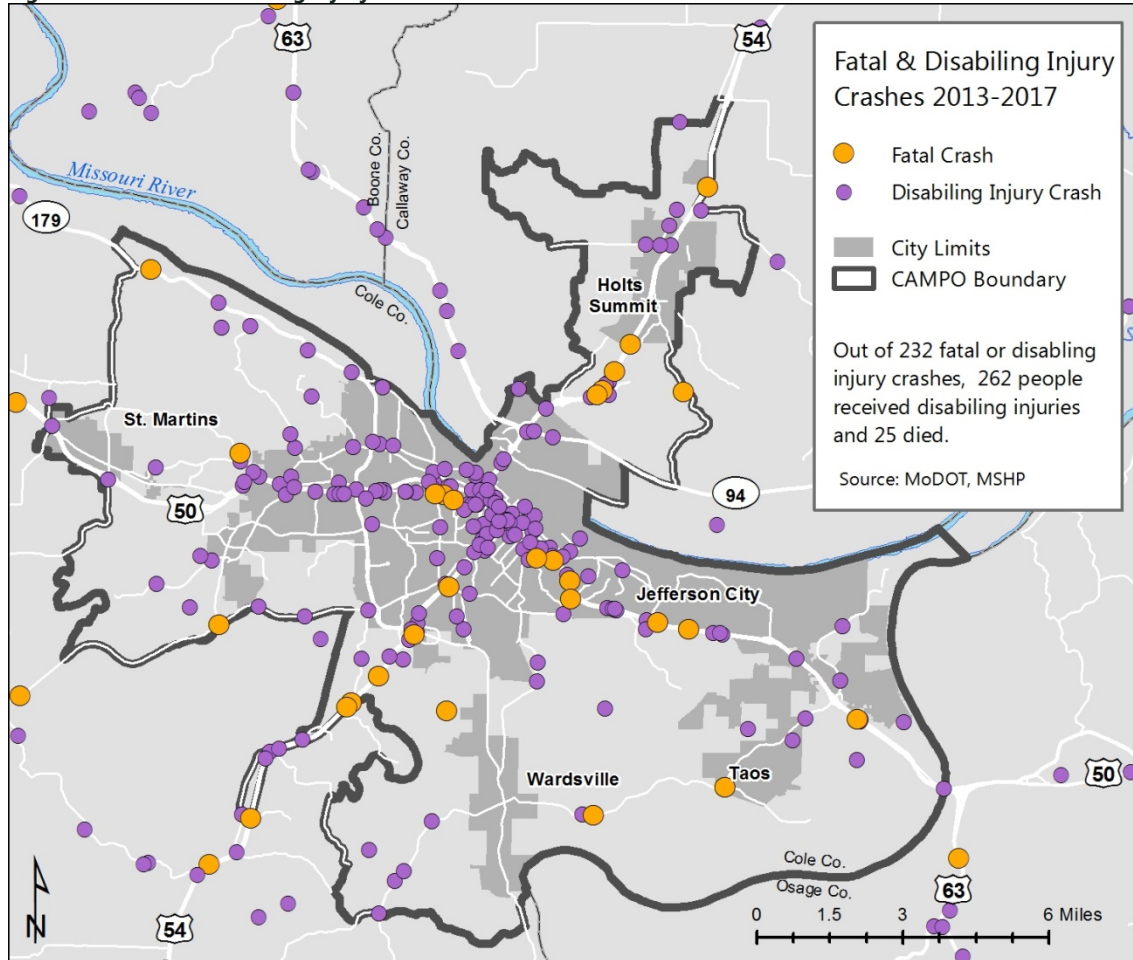 63
54
Fatal & Disabiling Injury
Crashes 2013-2017
Fatal Crash
Disabiling Injury Crash
City Limits
CAMPO Boundary
Out of 232 fatal or disabling
injury crashes, 262 people
received disabling injuries
and 25 died.
Source: MoDOT, MSHP
Missouri River
Boone Co.
Callaway Co.
179
Cole Co.
Holts
Summit
St. Martins
50
94
Jefferson City
Wardsville
Taos
50
Cole Co.
Osage Co.
63
54
N
0 1.5 3 6 Miles